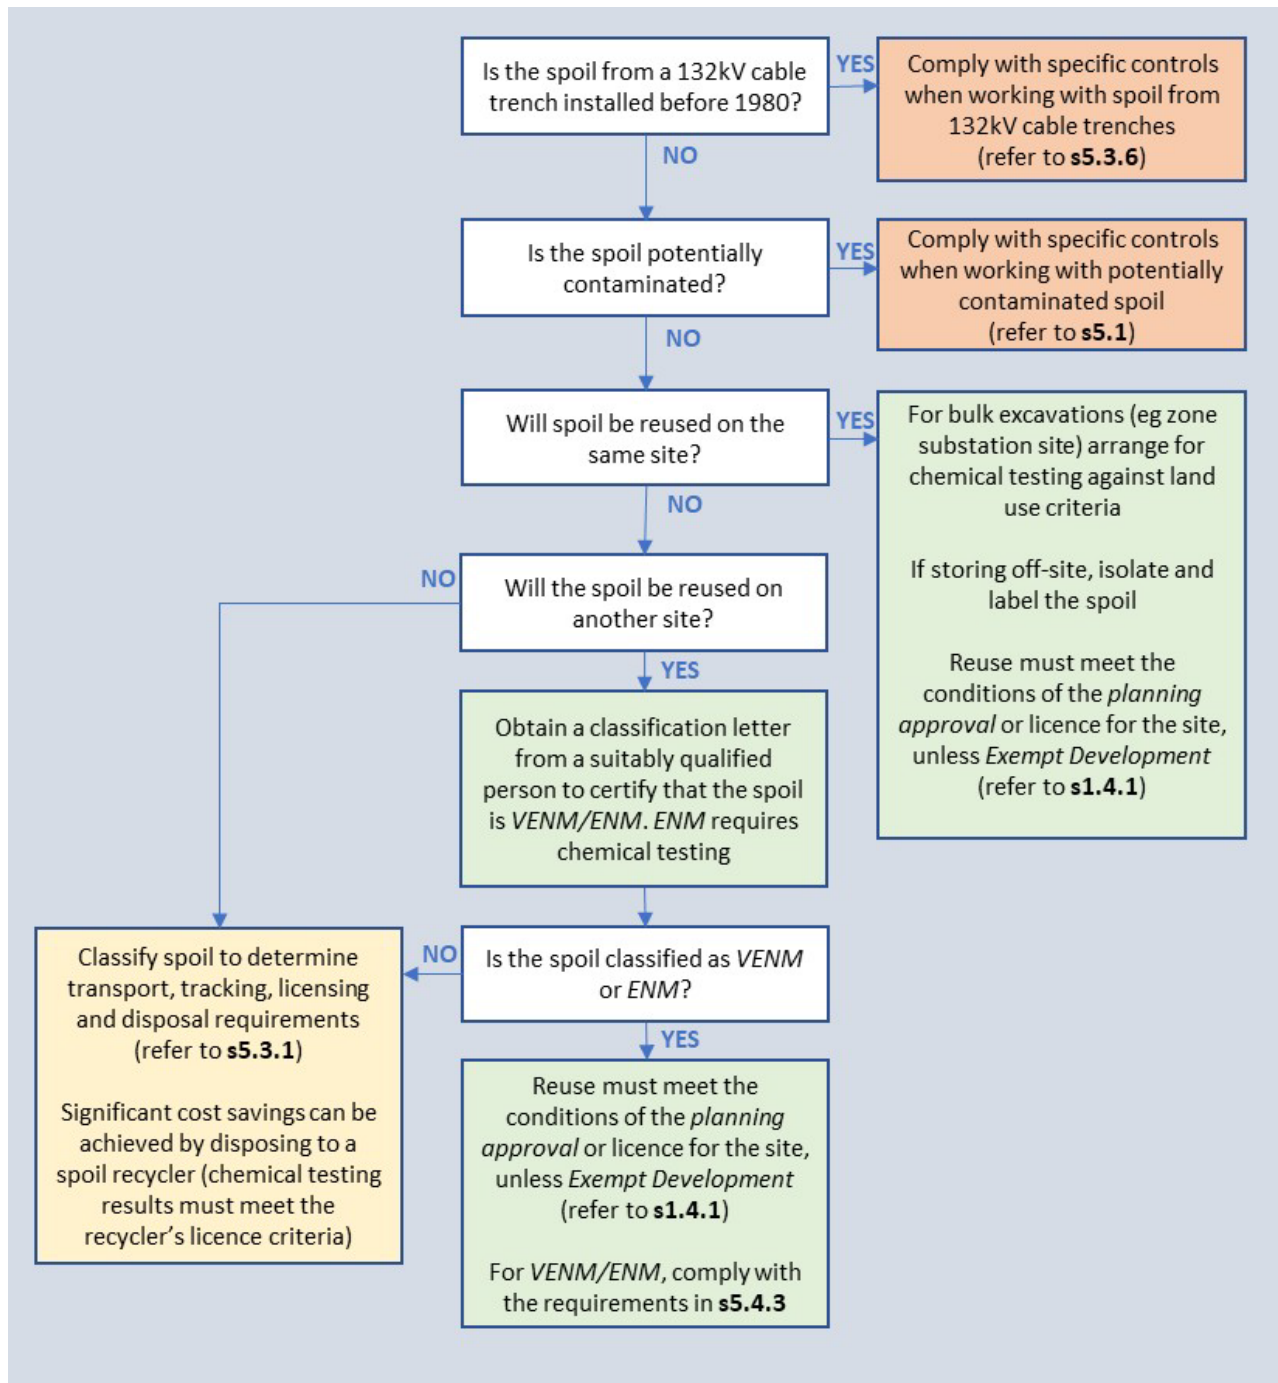 Is the spoil from a 132kV cable
trench installed before 1980?
YES
Comply with specific controls
when working with spoil from
132kV cable trenches
(refer to s5.3.6)
NO
Is the spoil potentially
contaminated?
YES
Comply with specific controls
when working with potentially
contaminated spoil
(refer to s5.1)
NO
Will spoil be reused on the
same site?
YES
For bulk excavations (eg zone
substation site) arrange for
chemical testing against land
use criteria
If storing off-site, isolate and
label the spoil
Reuse must meet the
conditions of the planning
approval or licence for the site,
unless Exempt Development
(refer to s1.4.1)
NO
Will the spoil be reused on
another site?
NO
YES
Obtain a classification letter
from a suitably qualified
person to certify that the spoil
is VENM/ENM. ENM requires
chemical testing
Is the spoil classified as VENM
or ENM?
NO
Classify spoil to determine
transport, tracking, licensing
and disposal requirements
(refer to s5.3.1)
Significant cost savings can be
achieved by disposing to a
spoil recycler (chemical testing
results must meet the
recycler’s licence criteria)
YES
Reuse must meet the
conditions of the planning
approval or licence for the site,
unless Exempt Development
(refer to s1.4.1)
For VENM/ENM, comply with
the requirements in s5.4.3